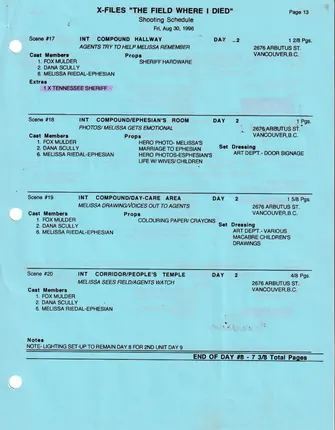 X-FILES "THE FIELD WHERE I DIED" Page 13
Shooting Schedule
Fri, Aug 30, 1996
Scene #17 INT COMPOUND HALLWAY DAY ..2 1 2/8 Pgs.
AGENTS TRY TO HELP MELISSA REMEMBER 2676 ARBUTUS ST.
VANCOUVER,B.C.
Cast Members Props
1. FOX MULDER SHERIFF HARDWARE
2. DANA SCULLY
6. MELISSA RIEDAL-EPHESIAN
Extras
1 X TENNESSEE SHERIFF
Scene #18 INT COMPOUND/EPHESIAN'S ROOM DAY 2 1 Pgs.
PHOTOS/ MELISSA GETS EMOTIONAL 2676 ARBUTUS ST.
VANCOUVER,B.C.
Cast Members Props
1. FOX MULDER HERO PHOTO- MELISSA'S
2. DANA SCULLY MARRIAGE TO EPHESIAN Set Dressing
6. MELISSA RIEDAL-EPHESIAN HERO PHOTOS-ESPHESIAN'S ART DEPT.- DOOR SIGNAGE
LIFE W/ WIVES/ CHILDREN
Scene #19 INT COMPOUND/DAY-CARE AREA DAY 2 1 5/8 Pgs.
MELISSA DRAWING/VOICES OUT TO AGENTS 2676 ARBUTUS ST.
VANCOUVER,B.C.
Cast Members Props
1. FOX MULDER COLOURING PAPER/ CRAYONS
2. DANA SCULLY Set Dressing
6. MELISSA RIEDAL-EPHESIAN ART DEPT.- VARIOUS
MACABRE CHILDREN'S
DRAWINGS
Scene #20 INT CORRIDOR/PEOPLE'S TEMPLE DAY 2 4/8 Pgs.
MELISSA SEES FIELD/AGENTS WATCH 2676 ARBUTUS ST.
VANCOUVER,B.C.
Cast Members
1. FOX MULDER
2. DANA SCULLY
6. MELISSA RIEDAL-EPHESIAN
Notes
NOTE- LIGHTING SET-UP TO REMAIN DAY 8 FOR 2ND UNIT DAY 9
END OF DAY #8 - 7 3/8 Total Pages